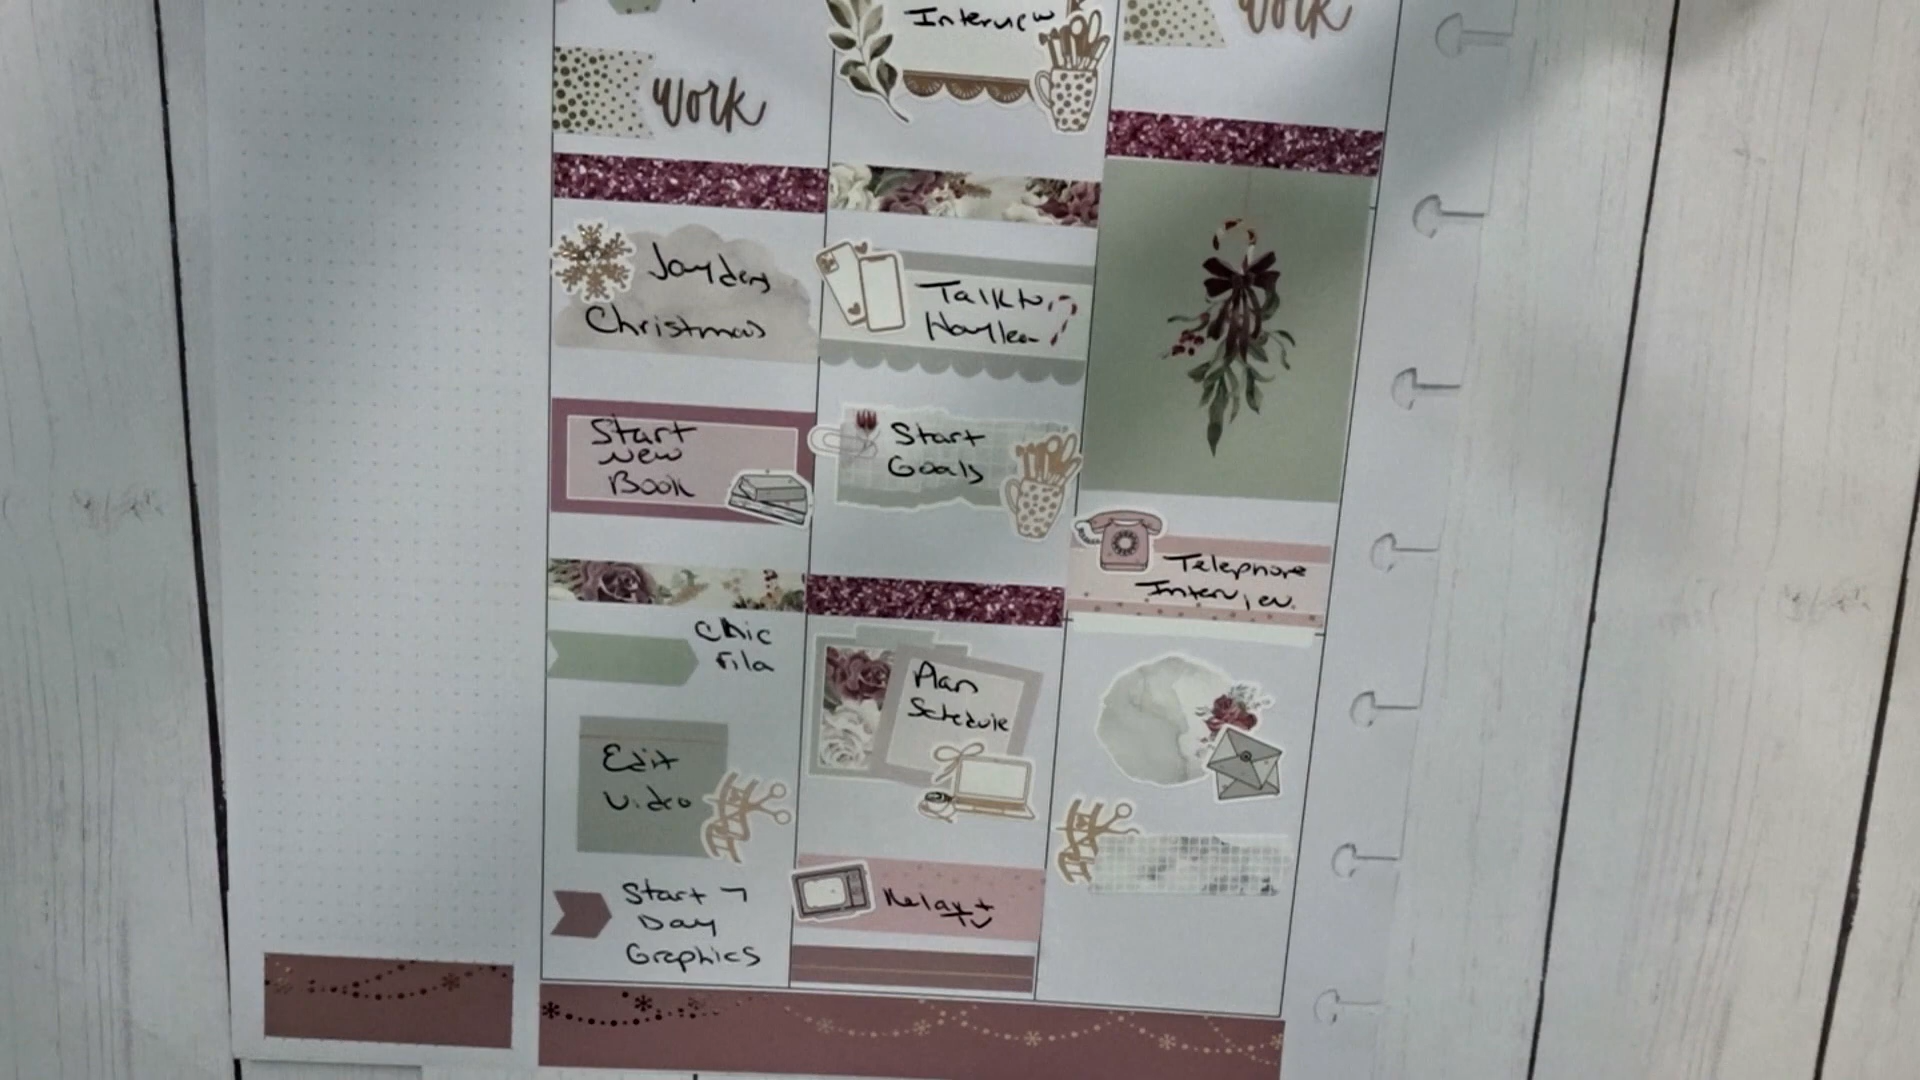 work
Jayden
Christmas
Start
New
Book
Chic
fila
Edit
Video
Start 7
Day
Graphics
Interview
Talk to
Haylee
Start
Goals
Plan
Schedule
Relax +
TV
work
Telephone
Interview